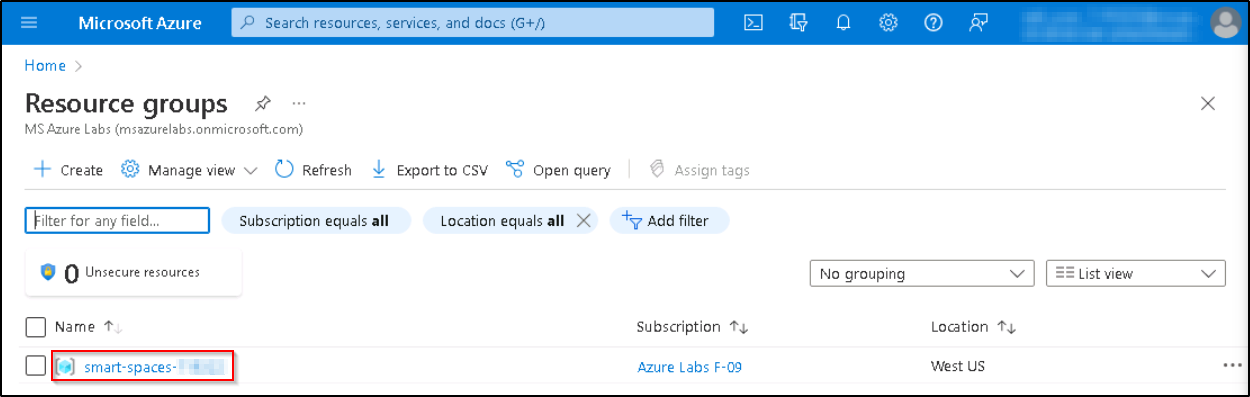 Microsoft Azure Search resources, services, and docs (G+/)
Home
Resource groups
MS Azure Labs (msazurelabs.onmicrosoft.com)
Create Manage view Refresh Export to CSV Open query Assign tags
Filter for any field... Subscription equals all Location equals all Add filter
0 Unsecure resources
No grouping List view
Name Subscription Location
smart-spaces- Azure Labs F-09 West US